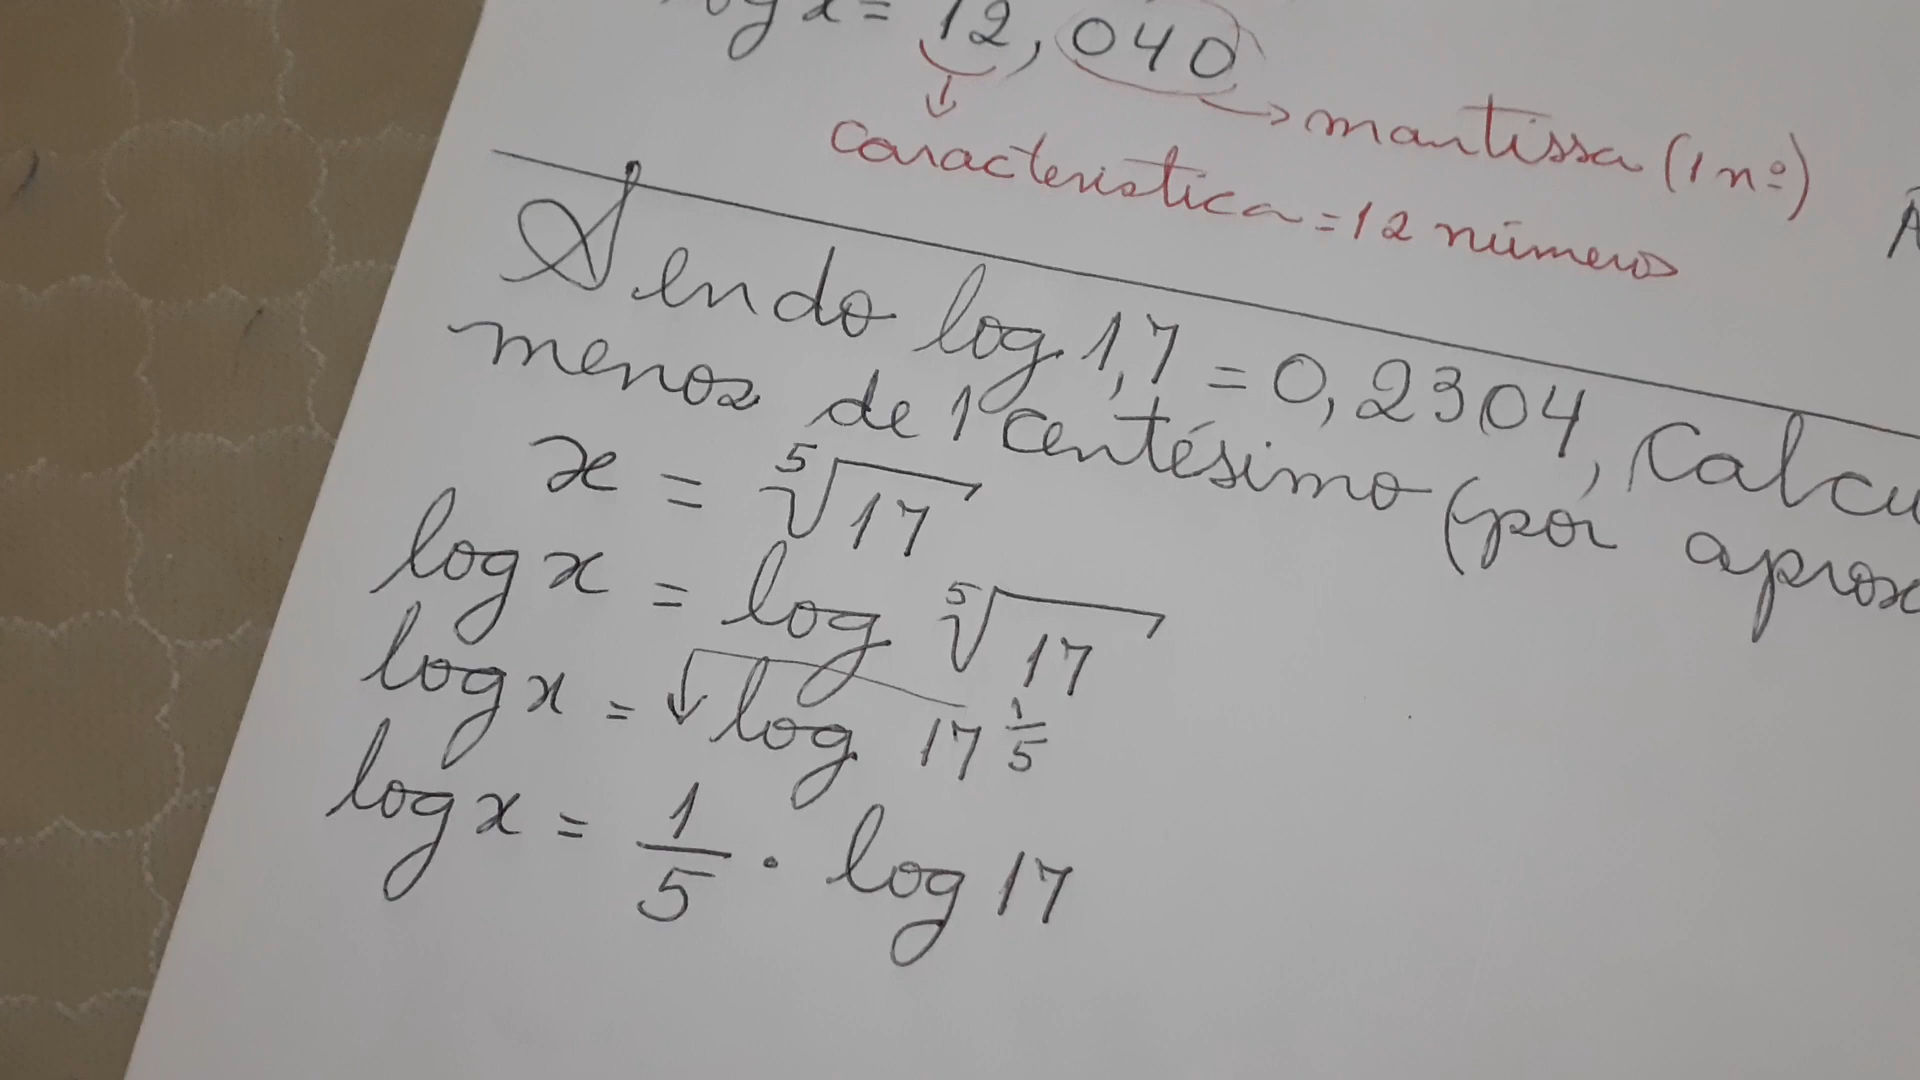 log x = 12,040
mantissa (1 nº)
característica = 12 números
Sendo log 1,7 = 0,2304, Calcu
menos de 1 centésimo (por aprox
x = ⁵√17
log x = log ⁵√17
log x = log 17^(1/5)
log x = 1/5 · log 17